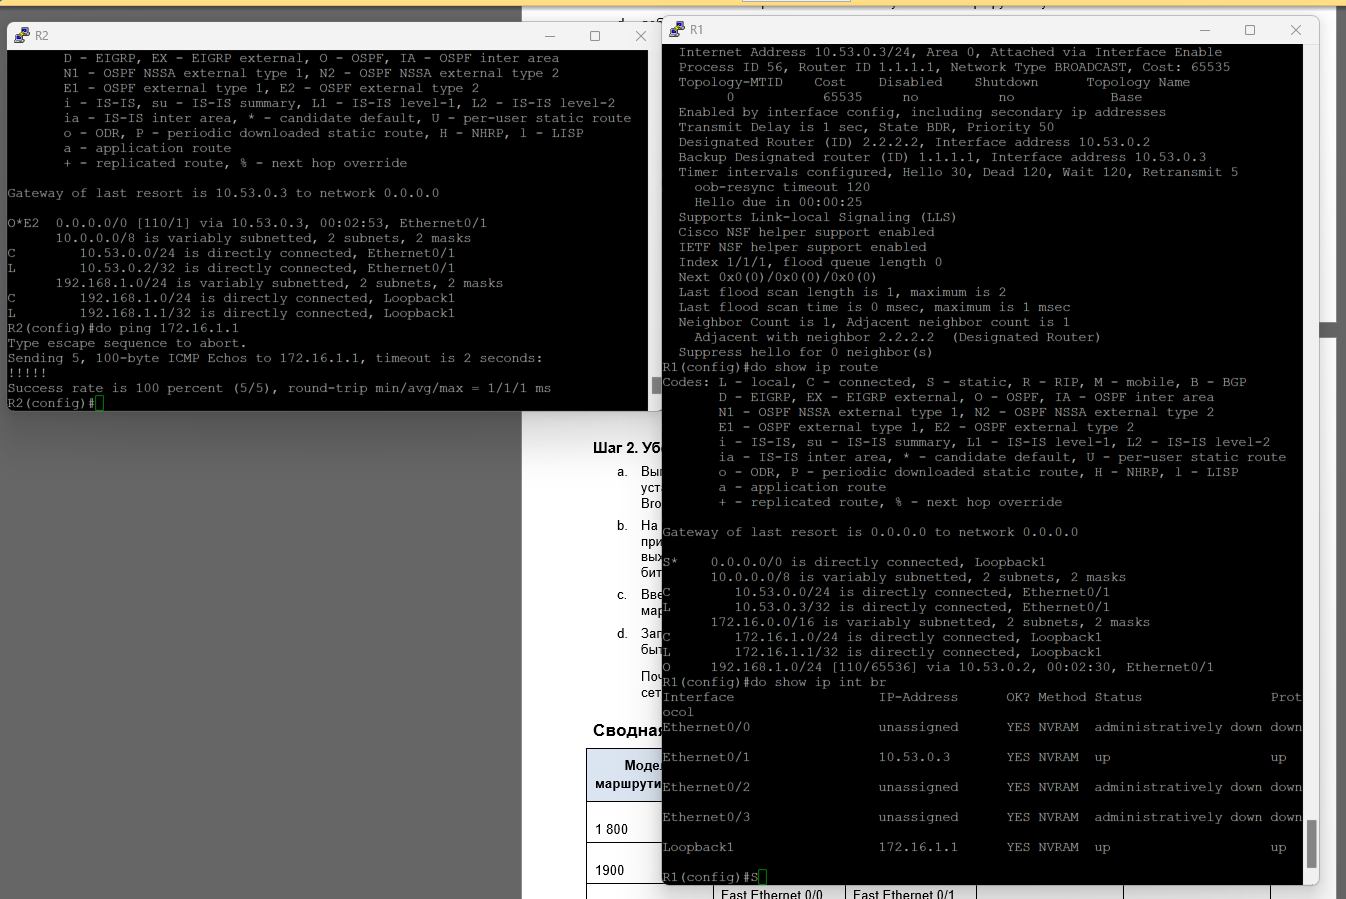 R2
D - EIGRP, EX - EIGRP external, O - OSPF, IA - OSPF inter area
N1 - OSPF NSSA external type 1, N2 - OSPF NSSA external type 2
E1 - OSPF external type 1, E2 - OSPF external type 2
i - IS-IS, su - IS-IS summary, L1 - IS-IS level-1, L2 - IS-IS level-2
ia - IS-IS inter area, * - candidate default, U - per-user static route
o - ODR, P - periodic downloaded static route, H - NHRP, l - LISP
a - application route
+ - replicated route, % - next hop override
Gateway of last resort is 10.53.0.3 to network 0.0.0.0
O*E2  0.0.0.0/0 [110/1] via 10.53.0.3, 00:02:53, Ethernet0/1
10.0.0.0/8 is variably subnetted, 2 subnets, 2 masks
C        10.53.0.0/24 is directly connected, Ethernet0/1
L        10.53.0.2/32 is directly connected, Ethernet0/1
192.168.1.0/24 is variably subnetted, 2 subnets, 2 masks
C        192.168.1.0/24 is directly connected, Loopback1
L        192.168.1.1/32 is directly connected, Loopback1
R2(config)#do ping 172.16.1.1
Type escape sequence to abort.
Sending 5, 100-byte ICMP Echos to 172.16.1.1, timeout is 2 seconds:
!!!!!
Success rate is 100 percent (5/5), round-trip min/avg/max = 1/1/1 ms
R2(config)#
R1
Internet Address 10.53.0.3/24, Area 0, Attached via Interface Enable
Process ID 56, Router ID 1.1.1.1, Network Type BROADCAST, Cost: 65535
Topology-MTID    Cost    Disabled    Shutdown      Topology Name
0           65535     no          no            Base
Enabled by interface config, including secondary ip addresses
Transmit Delay is 1 sec, State BDR, Priority 50
Designated Router (ID) 2.2.2.2, Interface address 10.53.0.2
Backup Designated router (ID) 1.1.1.1, Interface address 10.53.0.3
Timer intervals configured, Hello 30, Dead 120, Wait 120, Retransmit 5
oob-resync timeout 120
Hello due in 00:00:25
Supports Link-local Signaling (LLS)
Cisco NSF helper support enabled
IETF NSF helper support enabled
Index 1/1/1, flood queue length 0
Next 0x0(0)/0x0(0)/0x0(0)
Last flood scan length is 1, maximum is 2
Last flood scan time is 0 msec, maximum is 1 msec
Neighbor Count is 1, Adjacent neighbor count is 1
Adjacent with neighbor 2.2.2.2  (Designated Router)
Suppress hello for 0 neighbor(s)
R1(config)#do show ip route
Codes: L - local, C - connected, S - static, R - RIP, M - mobile, B - BGP
D - EIGRP, EX - EIGRP external, O - OSPF, IA - OSPF inter area
N1 - OSPF NSSA external type 1, N2 - OSPF NSSA external type 2
E1 - OSPF external type 1, E2 - OSPF external type 2
i - IS-IS, su - IS-IS summary, L1 - IS-IS level-1, L2 - IS-IS level-2
ia - IS-IS inter area, * - candidate default, U - per-user static route
o - ODR, P - periodic downloaded static route, H - NHRP, l - LISP
a - application route
+ - replicated route, % - next hop override
Gateway of last resort is 0.0.0.0 to network 0.0.0.0
S*    0.0.0.0/0 is directly connected, Loopback1
10.0.0.0/8 is variably subnetted, 2 subnets, 2 masks
C        10.53.0.0/24 is directly connected, Ethernet0/1
L        10.53.0.3/32 is directly connected, Ethernet0/1
172.16.0.0/16 is variably subnetted, 2 subnets, 2 masks
C        172.16.1.0/24 is directly connected, Loopback1
L        172.16.1.1/32 is directly connected, Loopback1
O     192.168.1.0/24 [110/65536] via 10.53.0.2, 00:02:30, Ethernet0/1
R1(config)#do show ip int br
Interface                  IP-Address      OK? Method Status                Prot
ocol
Ethernet0/0                unassigned      YES NVRAM  administratively down down
Ethernet0/1                10.53.0.3       YES NVRAM  up                    up
Ethernet0/2                unassigned      YES NVRAM  administratively down down
Ethernet0/3                unassigned      YES NVRAM  administratively down down
Loopback1                  172.16.1.1      YES NVRAM  up                    up
R1(config)#S
Шаг 2.
a.
b. На
c.
d.
Сводная
1 800
1900
Fast Ethernet 0/0
Fast Ethernet 0/1